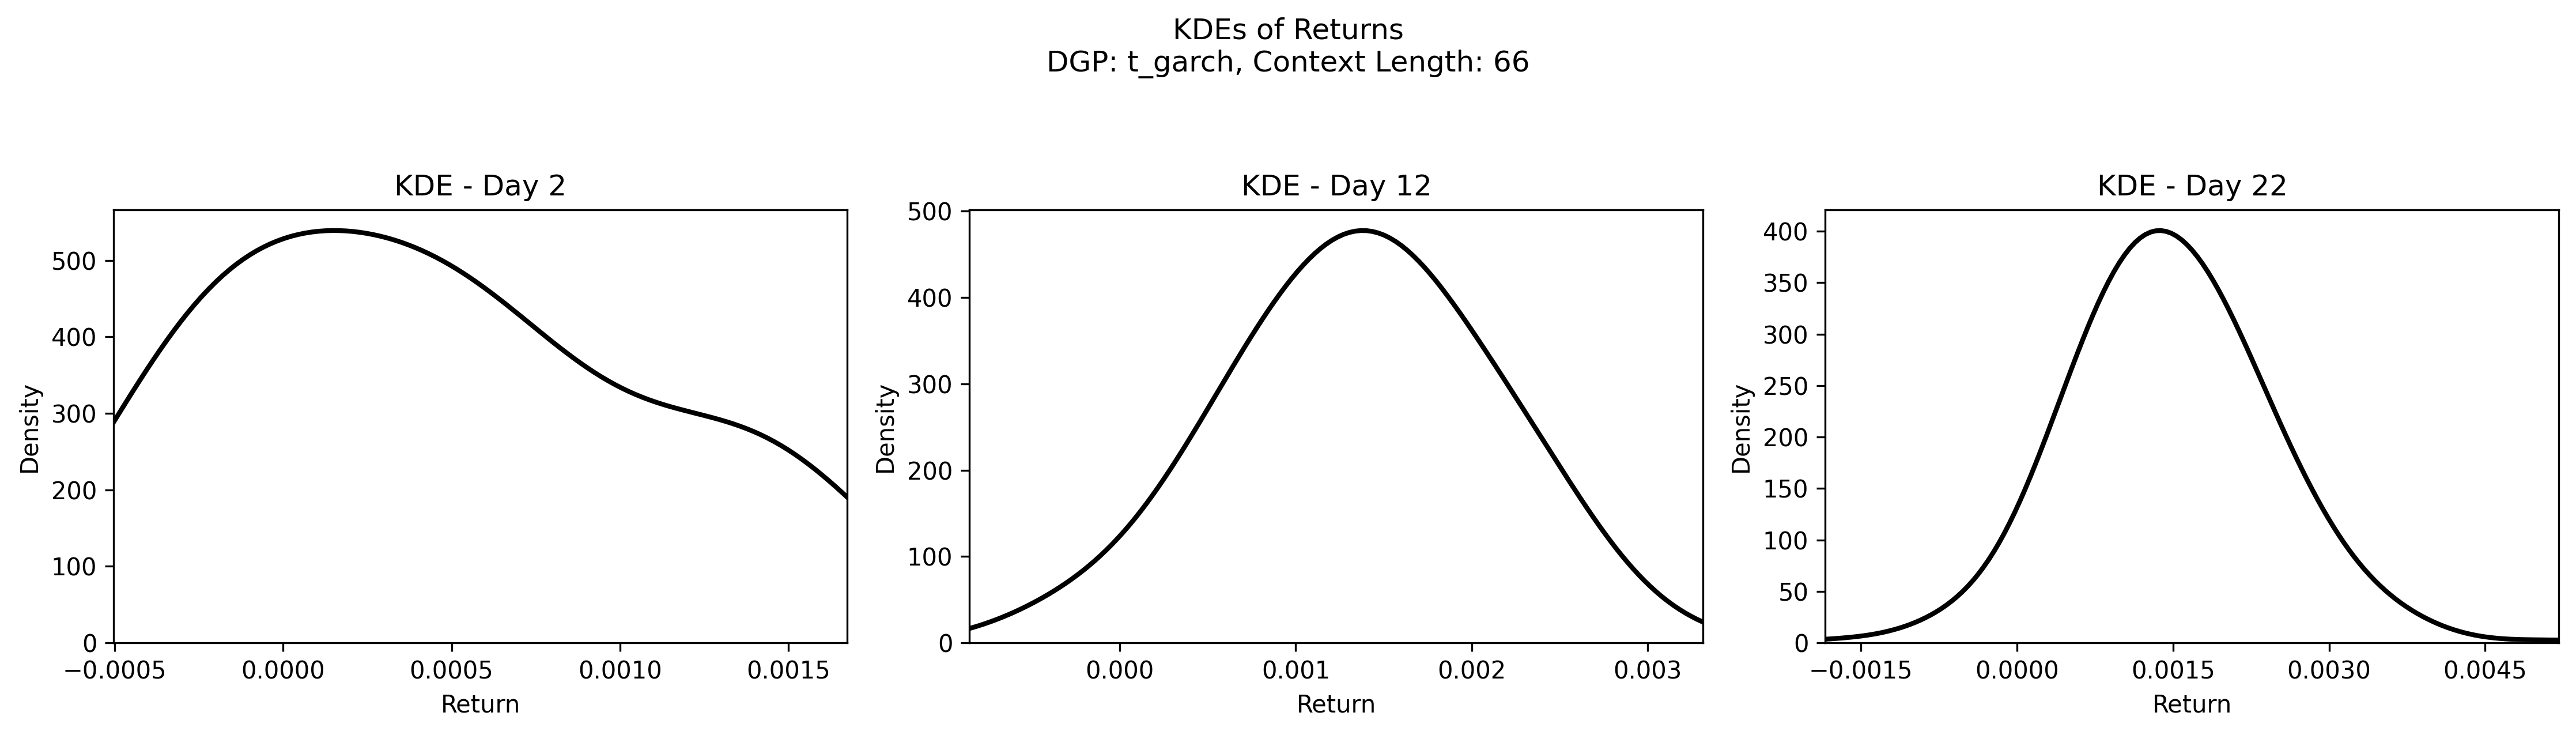 KDEs of Returns
DGP: t_garch, Context Length: 66
KDE - Day 2
Density
500
400
300
200
100
0
−0.0005 0.0000 0.0005 0.0010 0.0015
Return
KDE - Day 12
Density
500
400
300
200
100
0
0.000 0.001 0.002 0.003
Return
KDE - Day 22
Density
400
350
300
250
200
150
100
50
0
−0.0015 0.0000 0.0015 0.0030 0.0045
Return